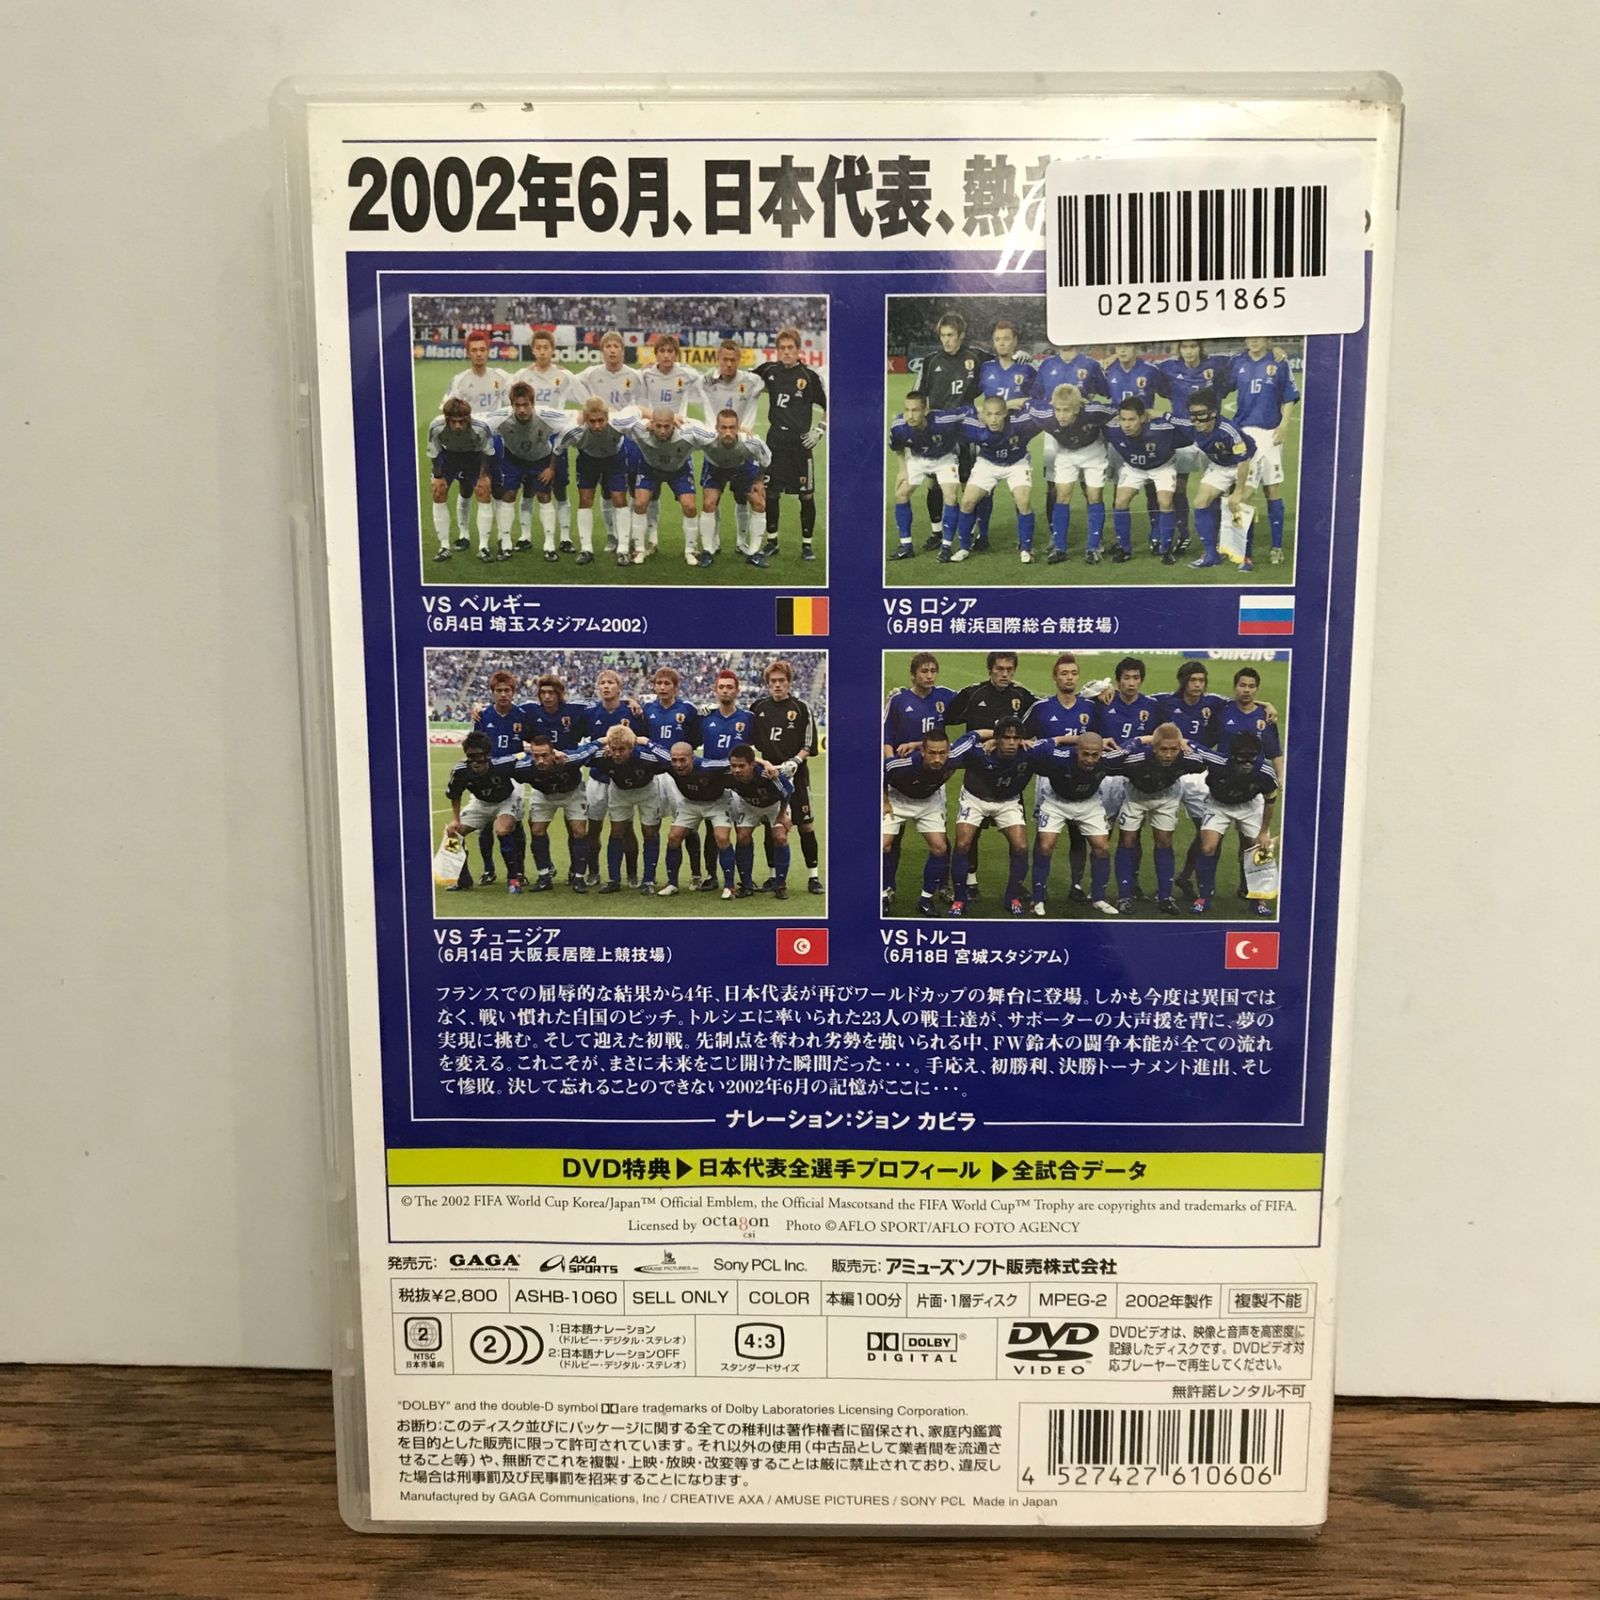 2002年6月、日本代表、熱き
0225051865
VS ベルギー
(6月4日 埼玉スタジアム2002)
VS ロシア
(6月9日 横浜国際総合競技場)
VS チュニジア
(6月14日 大阪長居陸上競技場)
VS トルコ
(6月18日 宮城スタジアム)
フランスでの屈辱的な結果から4年、日本代表が再びワールドカップの舞台に登場。しかも今度は異国では
なく、戦い慣れた自国のピッチ。トルシエに率いられた23人の戦士達が、サポーターの大声援を背に、夢の
実現に挑む。そして迎えた初戦。先制点を奪われ劣勢を強いられる中、FW鈴木の闘争本能が全ての流れ
を変える。これこそが、まさに未来をこじ開けた瞬間だった・・・。手応え、初勝利、決勝トーナメント進出、そし
て惨敗。決して忘れることのできない2002年6月の記憶がここに・・・。
ナレーション：ジョン カビラ
DVD特典▶日本代表全選手プロフィール ▶全試合データ
©The 2002 FIFA World Cup Korea/Japan™ Official Emblem, the Official Mascotsand the FIFA World Cup™ Trophy are copyrights and trademarks of FIFA.
Licensed by octagon csi Photo ©AFLO SPORT/AFLO FOTO AGENCY
発売元: GAGA communications inc. AXA SPORTS AMUSE PICTURES Sony PCL Inc. 販売元: アミューズソフト販売株式会社
税抜¥2,800 ASHB-1060 SELL ONLY COLOR 本編100分 片面・1層ディスク MPEG-2 2002年製作 複製不能
2 NTSC 日本市場向
2 1:日本語ナレーション
(ドルビー・デジタル・ステレオ)
2:日本語ナレーションOFF
(ドルビー・デジタル・ステレオ)
4:3
スタンダードサイズ
DOLBY®
DIGITAL
DVD™
VIDEO
DVDビデオは、映像と音声を高密度に
記録したディスクです。DVDビデオ対
応プレーヤーで再生してください。
無許諾レンタル不可
"DOLBY" and the double-D symbol are trademarks of Dolby Laboratories Licensing Corporation.
お断り:このディスク並びにパッケージに関する全ての権利は著作権者に留保され、家庭内鑑賞
を目的とした販売に限って許可されています。それ以外の使用(中古品として業者間を流通さ
せること等)や、無断でこれを複製・上映・放映・改変等することは厳に禁止されており、違反し
た場合は刑事罰及び民事罰を招来することになります。
4 527427 610606
Manufactured by GAGA Communications, Inc / CREATIVE AXA / AMUSE PICTURES / SONY PCL Made in Japan